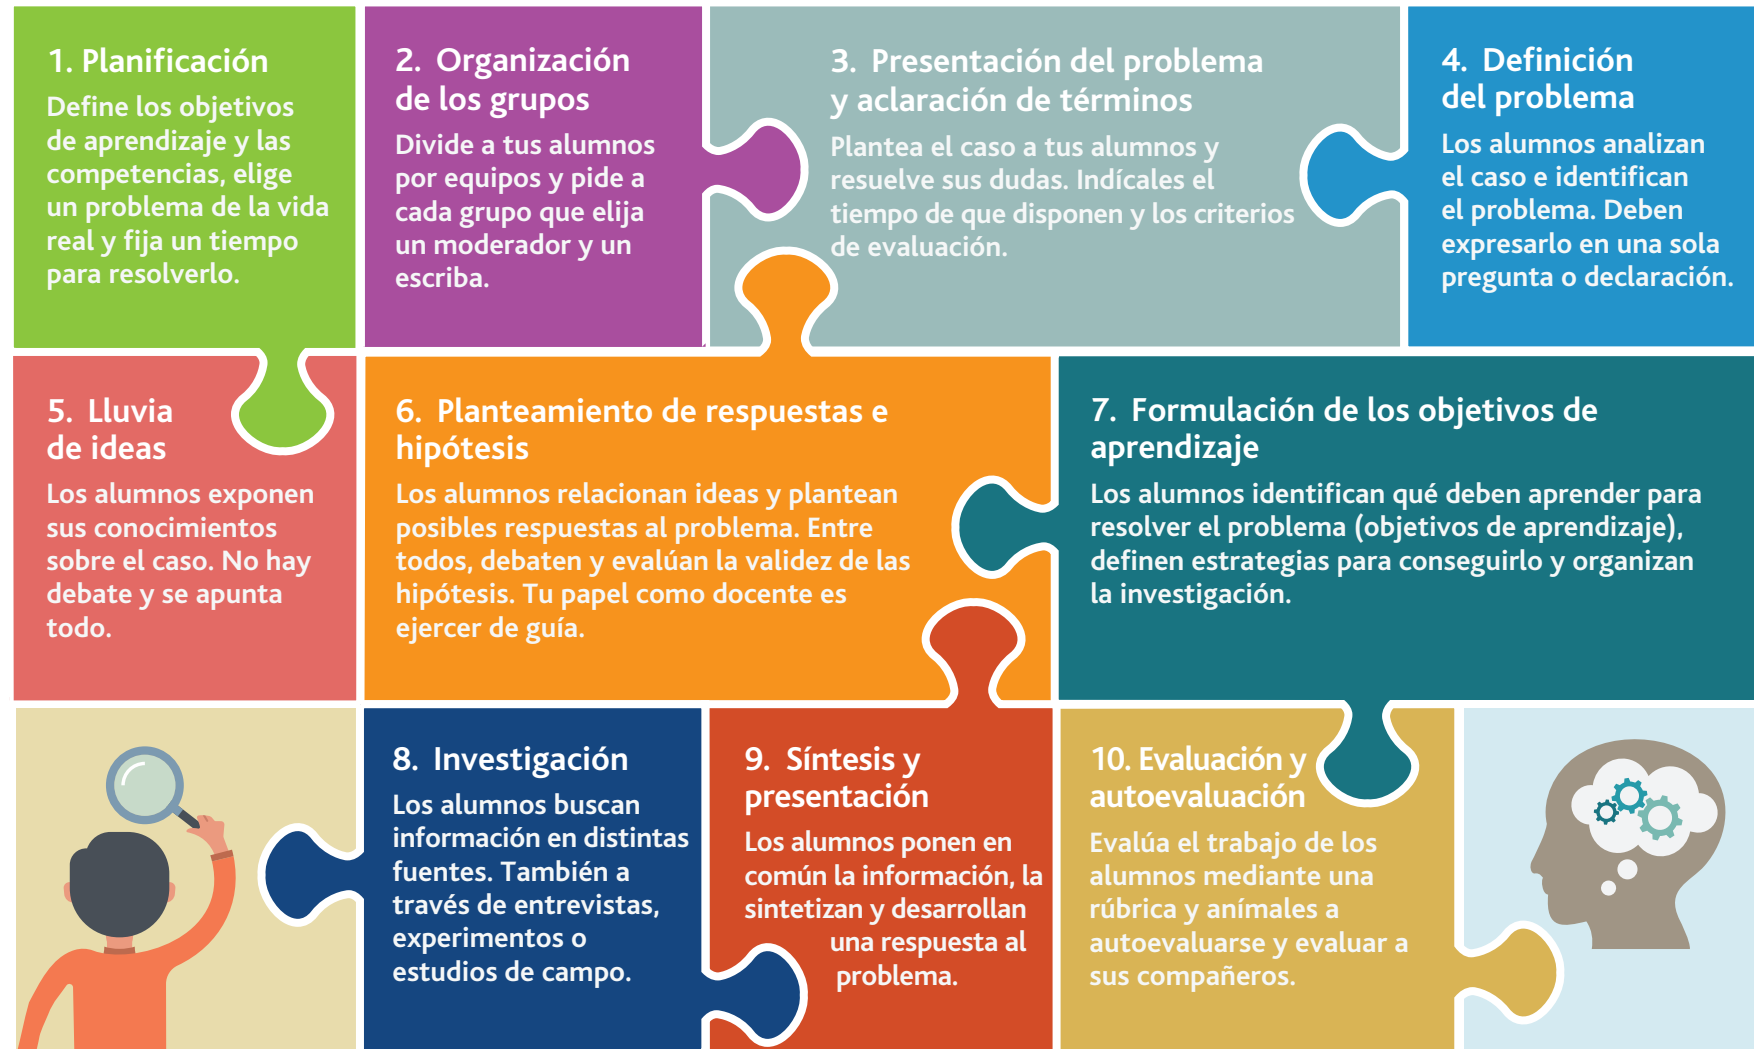 1. Planificación
Define los objetivos
de aprendizaje y las
competencias, elige
un problema de la vida
real y fija un tiempo
para resolverlo.
2. Organización
de los grupos
Divide a tus alumnos
por equipos y pide a
cada grupo que elija
un moderador y un
escriba.
3. Presentación del problema
y aclaración de términos
Plantea el caso a tus alumnos y
resuelve sus dudas. Indícales el
tiempo de que disponen y los criterios
de evaluación.
4. Definición
del problema
Los alumnos analizan
el caso e identifican
el problema. Deben
expresarlo en una sola
pregunta o declaración.
5. Lluvia
de ideas
Los alumnos exponen
sus conocimientos
sobre el caso. No hay
debate y se apunta
todo.
6. Planteamiento de respuestas e
hipótesis
Los alumnos relacionan ideas y plantean
posibles respuestas al problema. Entre
todos, debaten y evalúan la validez de las
hipótesis. Tu papel como docente es
ejercer de guía.
7. Formulación de los objetivos de
aprendizaje
Los alumnos identifican qué deben aprender para
resolver el problema (objetivos de aprendizaje),
definen estrategias para conseguirlo y organizan
la investigación.
8. Investigación
Los alumnos buscan
información en distintas
fuentes. También a
través de entrevistas,
experimentos o
estudios de campo.
9. Síntesis y
presentación
Los alumnos ponen en
común la información, la
sintetizan y desarrollan
una respuesta al
problema.
10. Evaluación y
autoevaluación
Evalúa el trabajo de los
alumnos mediante una
rúbrica y anímales a
autoevaluarse y evaluar a
sus compañeros.